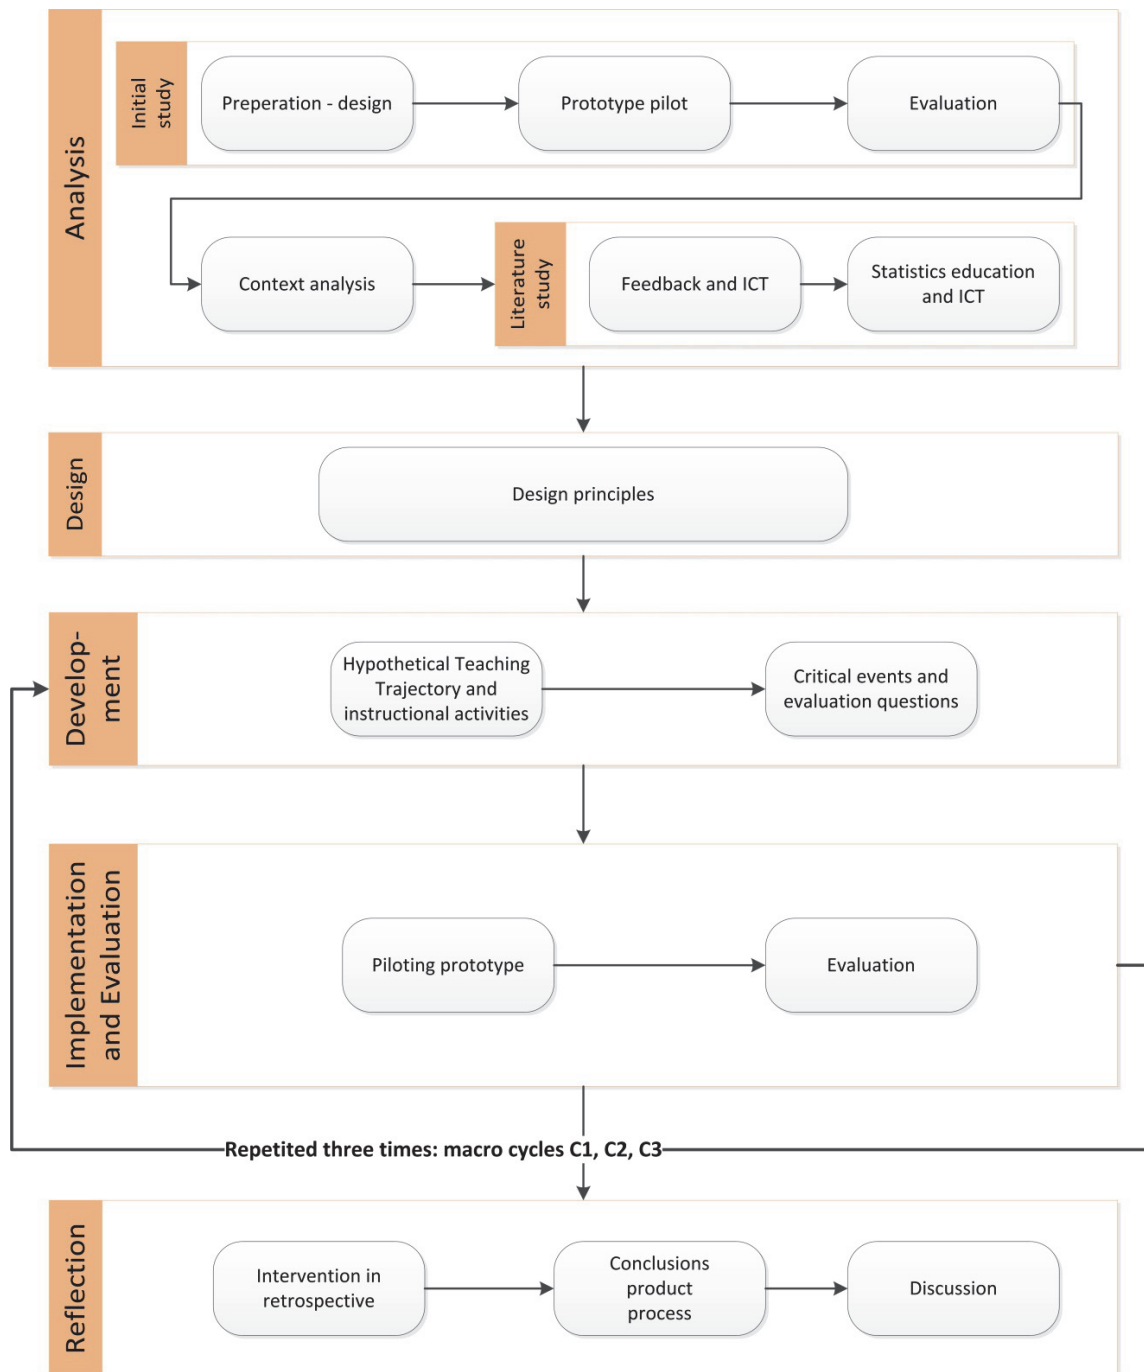 Analysis
Initial
study
Preperation - design
Prototype pilot
Evaluation
Context analysis
Literature
study
Feedback and ICT
Statistics education
and ICT
Design
Design principles
Develop-
ment
Hypothetical Teaching
Trajectory and
instructional activities
Critical events and
evaluation questions
Implementation
and Evaluation
Piloting prototype
Evaluation
Repetited three times: macro cycles C1, C2, C3
Reflection
Intervention in
retrospective
Conclusions
product
process
Discussion